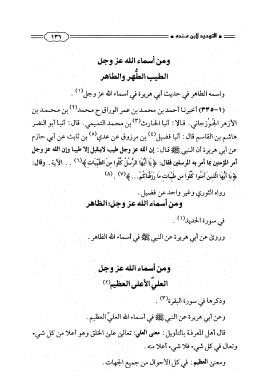 ١٣٦ التوحيد لابن منده
ومن أسماء الله عز وجل
الطيب الطُهر والطاهر
واسمه الطاهر في حديث أبي هريرة في أسماء الله عز وجل(١) .
(١-٣٣٥) أخبرنا أحمد بن محمد بن عمر الوراق ح محمد(٢) بن محمد بن
الأزهر الجوزجاني. قالا: أنبا الحارث(٣) بن محمد التميمي. قال: أنبا أبو النضر
هاشم بن القاسم قال: أنبا فضيل(٤) بن مرزوق عن عدي(٥) بن ثابت عن أبي حازم
عن أبي هريرة أن النبي ﷺ قال: إن الله عز وجل طيب لا يقبل إلا طيبا وإن الله عز وجل
أمر المؤمنين بما أمر به المرسلين فقال: ﴿يَا أَيُّهَا الرُّسُلُ كُلُوا مِنَ الطَّيِّبَاتِ﴾(٦) . . الآية . وقال:
﴿يَا أَيُّهَا الَّذِينَ آمَنُوا كُلُوا مِن طَيِّبَاتِ مَا رَزَقْنَاكُمْ...﴾(٧) . (٨)
رواه الثوري وغير واحد عن فضيل.
ومن أسماء الله عز وجل: الظاهر
في سورة الحديد(١) .
وروى عن أبي هريرة عن النبي ﷺ في أسماء الله الظاهر.
ومن أسماء الله عز وجل
العليّ الأعلى العظيم(٢)
وذكرها في سورة البقرة(٣) .
وعن أبي هريرة عن النبي ﷺ في أسماء الله العليّ العظيم.
قال أهل المعرفة بالتأويل: معنى العلي: تعالى على الخلق وهو أعلا من كل شيء
وتعالى في كل شيء فلا شيء أعلا منه.
ومعنى العظيم: في كل الأحوال من جميع الجهات.